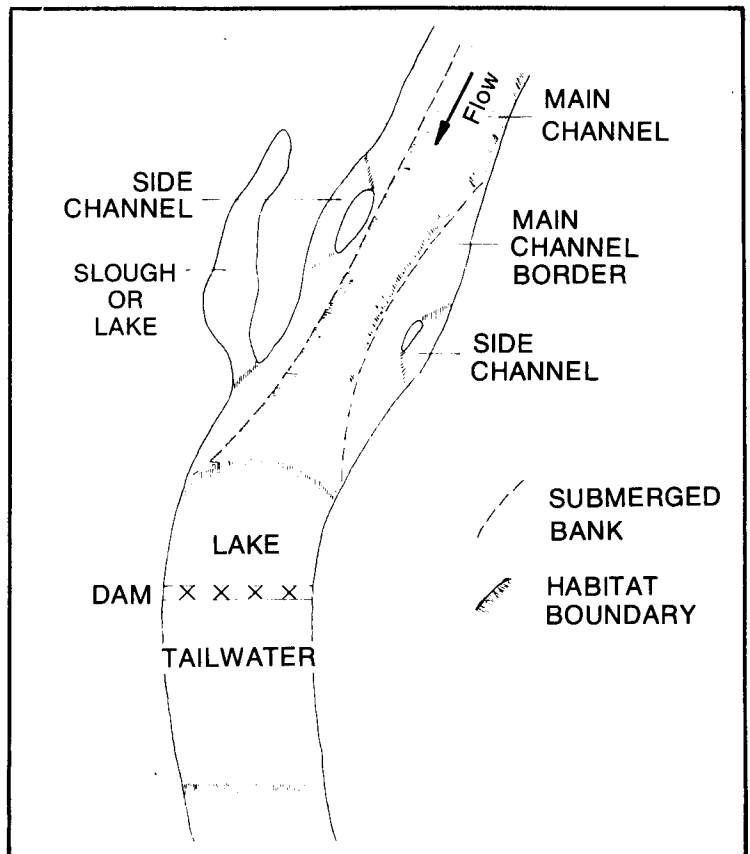 Flow
MAIN
CHANNEL
SIDE
CHANNEL
MAIN
CHANNEL
BORDER
SLOUGH
OR
LAKE
SIDE
CHANNEL
SUBMERGED
BANK
LAKE
HABITAT
BOUNDARY
DAM
X X X X
TAILWATER